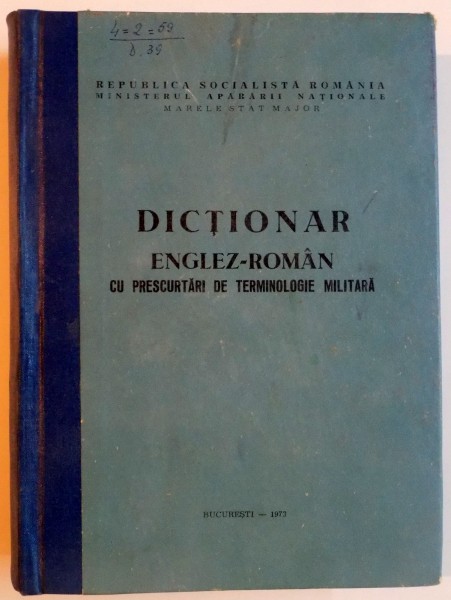 4=2=59
D.39
REPUBLICA SOCIALISTĂ ROMÂNIA
MINISTERUL APĂRĂRII NAȚIONALE
MARELE STAT MAJOR
DICȚIONAR
ENGLEZ-ROMÂN
CU PRESCURTĂRI DE TERMINOLOGIE MILITARĂ
BUCUREȘTI — 1973